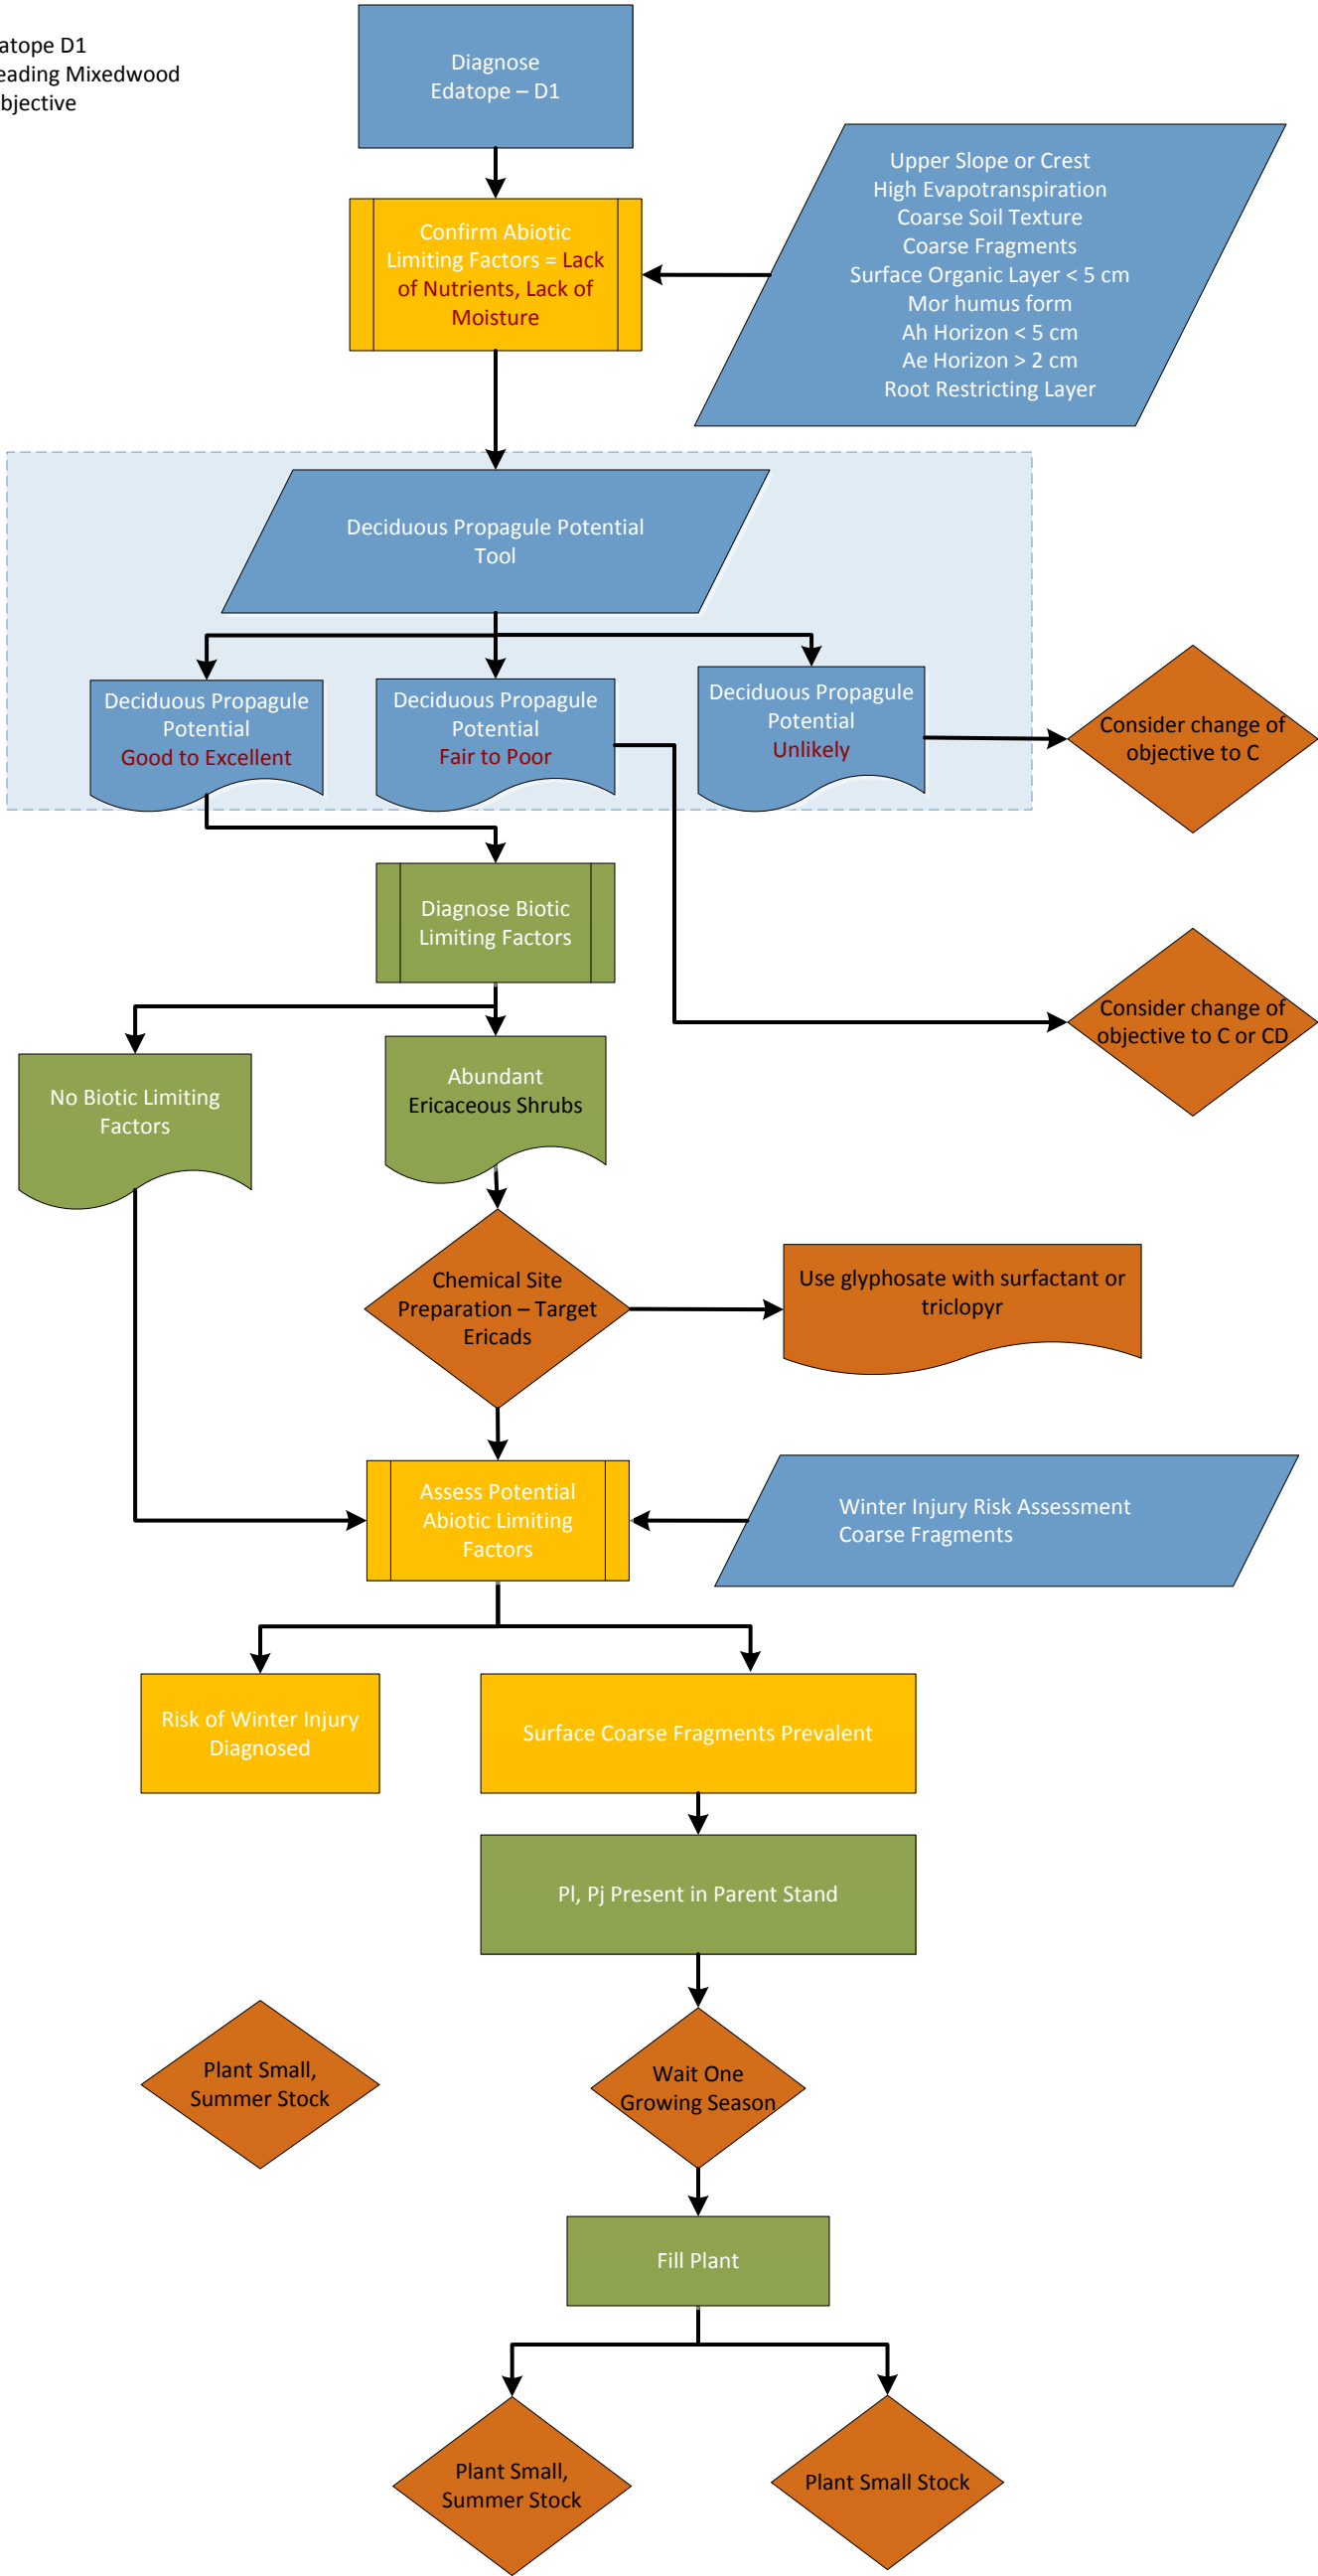 atope D1
eading Mixedwood
bjective
Diagnose
Edatope – D1
Upper Slope or Crest
High Evapotranspiration
Coarse Soil Texture
Coarse Fragments
Surface Organic Layer < 5 cm
Mor humus form
Ah Horizon < 5 cm
Ae Horizon > 2 cm
Root Restricting Layer
Confirm Abiotic
Limiting Factors = Lack
of Nutrients, Lack of
Moisture
Deciduous Propagule Potential
Tool
Deciduous Propagule
Potential
Good to Excellent
Deciduous Propagule
Potential
Fair to Poor
Deciduous Propagule
Potential
Unlikely
Consider change of
objective to C
Diagnose Biotic
Limiting Factors
Consider change of
objective to C or CD
No Biotic Limiting
Factors
Abundant
Ericaceous Shrubs
Chemical Site
Preparation – Target
Ericads
Use glyphosate with surfactant or
triclopyr
Assess Potential
Abiotic Limiting
Factors
Winter Injury Risk Assessment
Coarse Fragments
Risk of Winter Injury
Diagnosed
Surface Coarse Fragments Prevalent
Pl, Pj Present in Parent Stand
Plant Small,
Summer Stock
Wait One
Growing Season
Fill Plant
Plant Small,
Summer Stock
Plant Small Stock